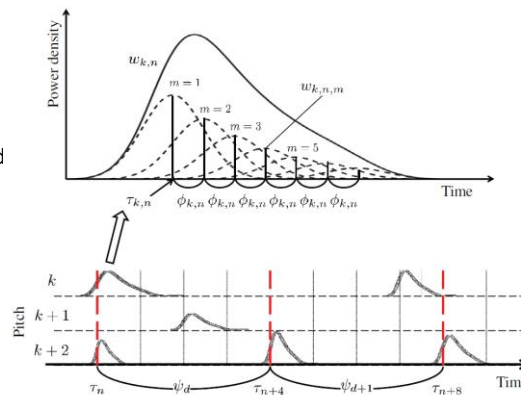 Power density
w_{k,n}
m = 1
m = 2
m = 3
w_{k,n,m}
m = 5
d
Time
τ_{k,n}
ϕ_{k,n} ϕ_{k,n} ϕ_{k,n} ϕ_{k,n} ϕ_{k,n} ϕ_{k,n}
Pitch
k
k + 1
k + 2
Tim
τ_n ψ_d τ_{n+4} ψ_{d+1} τ_{n+8}